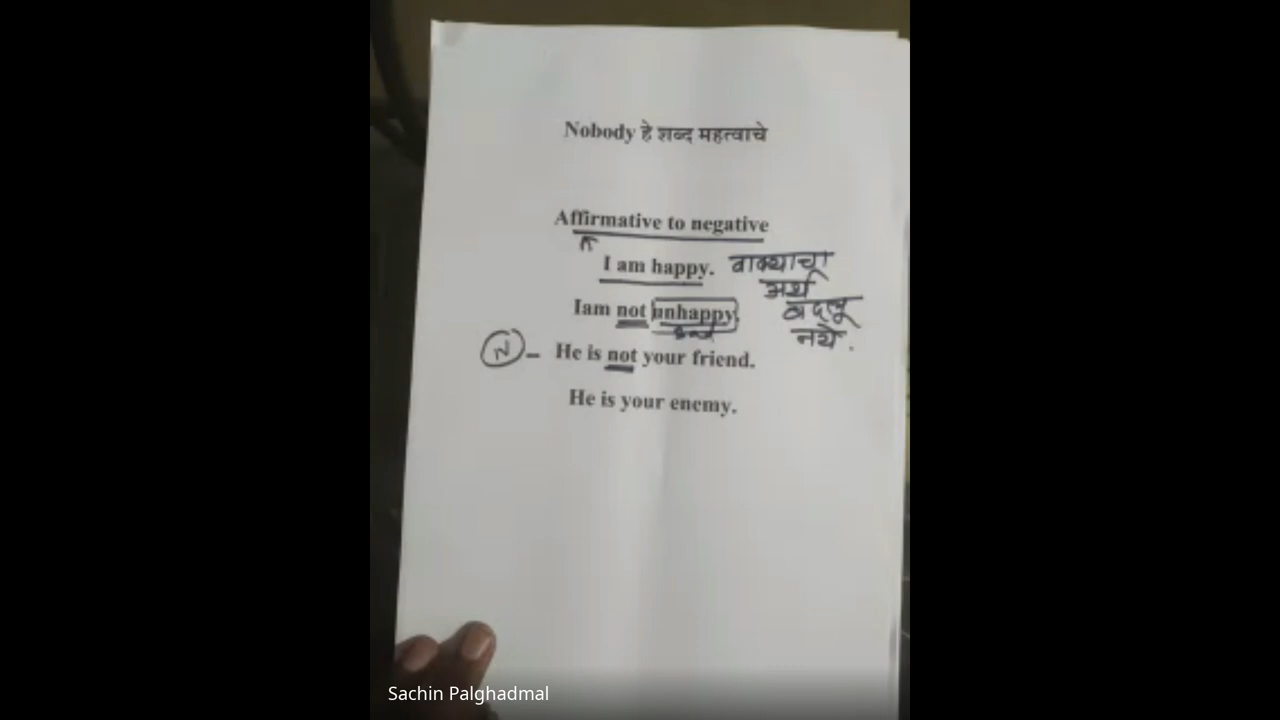 Nobody हे शब्द महत्वाचे
Affirmative to negative
I am happy. वाक्याचा
अर्थ
Iam not unhappy. बदलू
sad
नये.
N - He is not your friend.
He is your enemy.
Sachin Palghadmal